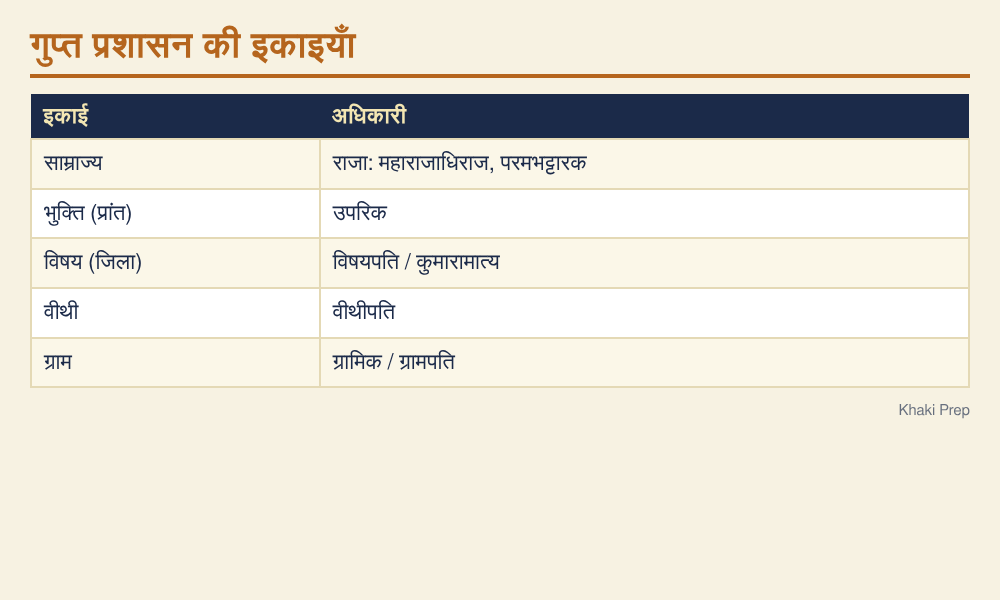 गुप्त प्रशासन की इकाइयाँ
इकाई अधिकारी
साम्राज्य राजा: महाराजाधिराज, परमभट्टारक
भुक्ति (प्रांत) उपरिक
विषय (जिला) विषयपति / कुमारामात्य
वीथी वीथीपति
ग्राम ग्रामिक / ग्रामपति
Khaki Prep